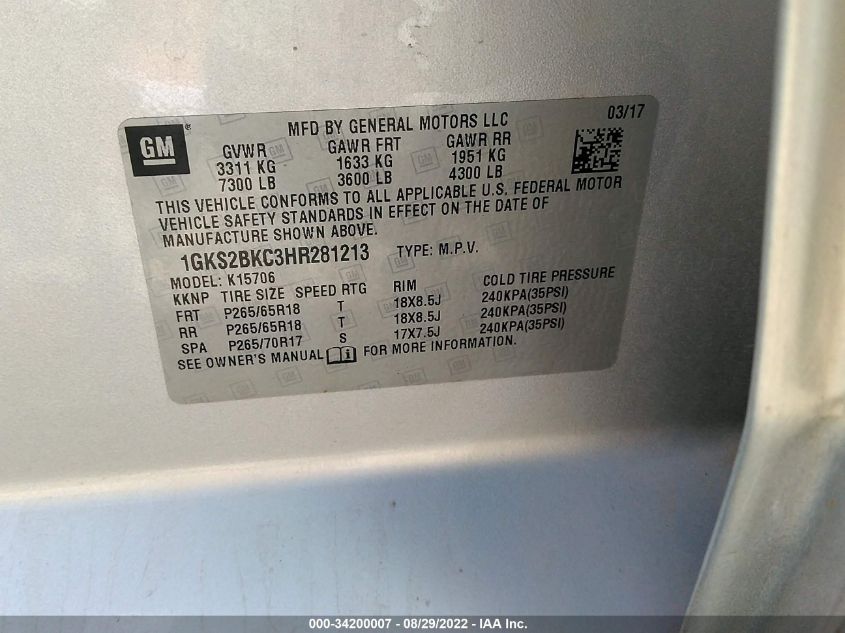 GM ® MFD BY GENERAL MOTORS LLC 03/17
GVWR GAWR FRT GAWR RR
3311 KG 1633 KG 1951 KG
7300 LB 3600 LB 4300 LB
THIS VEHICLE CONFORMS TO ALL APPLICABLE U.S. FEDERAL MOTOR
VEHICLE SAFETY STANDARDS IN EFFECT ON THE DATE OF
MANUFACTURE SHOWN ABOVE.
1GKS2BKC3HR281213 TYPE: M.P.V.
MODEL: K15706
KKNP TIRE SIZE SPEED RTG RIM COLD TIRE PRESSURE
FRT P265/65R18 T 18X8.5J 240KPA(35PSI)
RR P265/65R18 T 18X8.5J 240KPA(35PSI)
SPA P265/70R17 S 17X7.5J 240KPA(35PSI)
SEE OWNER'S MANUAL FOR MORE INFORMATION.
000-34200007 - 08/29/2022 - IAA Inc.